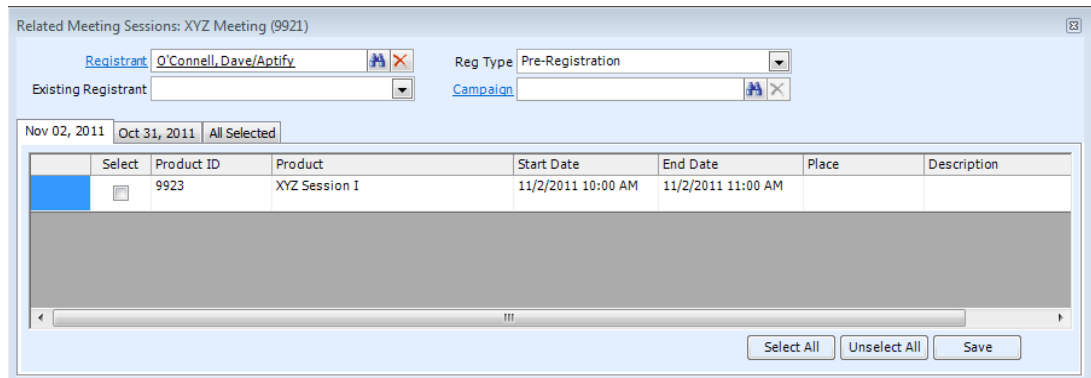 Related Meeting Sessions: XYZ Meeting (9921)
Registrant O'Connell, Dave/Aptify Reg Type Pre-Registration
Existing Registrant Campaign
Nov 02, 2011 Oct 31, 2011 All Selected
Select Product ID Product Start Date End Date Place Description
9923 XYZ Session I 11/2/2011 10:00 AM 11/2/2011 11:00 AM
Select All Unselect All Save